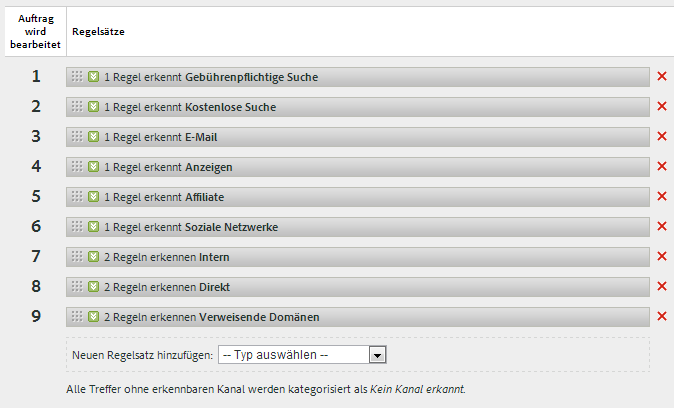 Auftrag
wird
bearbeitet
Regelsätze
1 1 Regel erkennt Gebührenpflichtige Suche
2 1 Regel erkennt Kostenlose Suche
3 1 Regel erkennt E-Mail
4 1 Regel erkennt Anzeigen
5 1 Regel erkennt Affiliate
6 1 Regel erkennt Soziale Netzwerke
7 2 Regeln erkennen Intern
8 2 Regeln erkennen Direkt
9 2 Regeln erkennen Verweisende Domänen
Neuen Regelsatz hinzufügen: -- Typ auswählen --
Alle Treffer ohne erkennbaren Kanal werden kategorisiert als Kein Kanal erkannt.